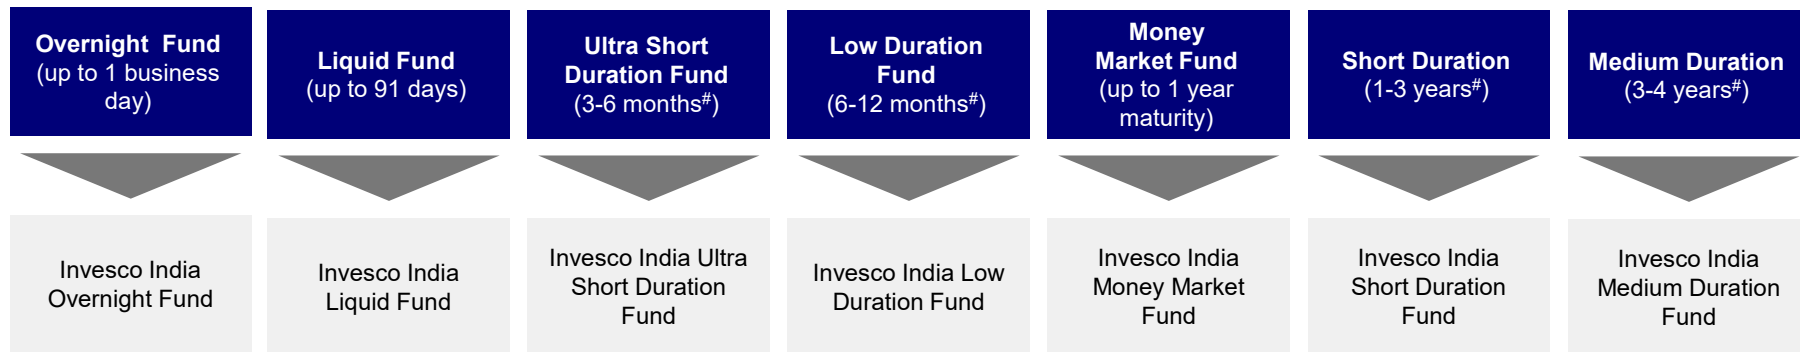 Overnight Fund
(up to 1 business
day)
Liquid Fund
(up to 91 days)
Ultra Short
Duration Fund
(3-6 months#)
Low Duration
Fund
(6-12 months#)
Money
Market Fund
(up to 1 year
maturity)
Short Duration
(1-3 years#)
Medium Duration
(3-4 years#)
Invesco India
Overnight Fund
Invesco India
Liquid Fund
Invesco India Ultra
Short Duration
Fund
Invesco India Low
Duration Fund
Invesco India
Money Market
Fund
Invesco India
Short Duration
Fund
Invesco India
Medium Duration
Fund